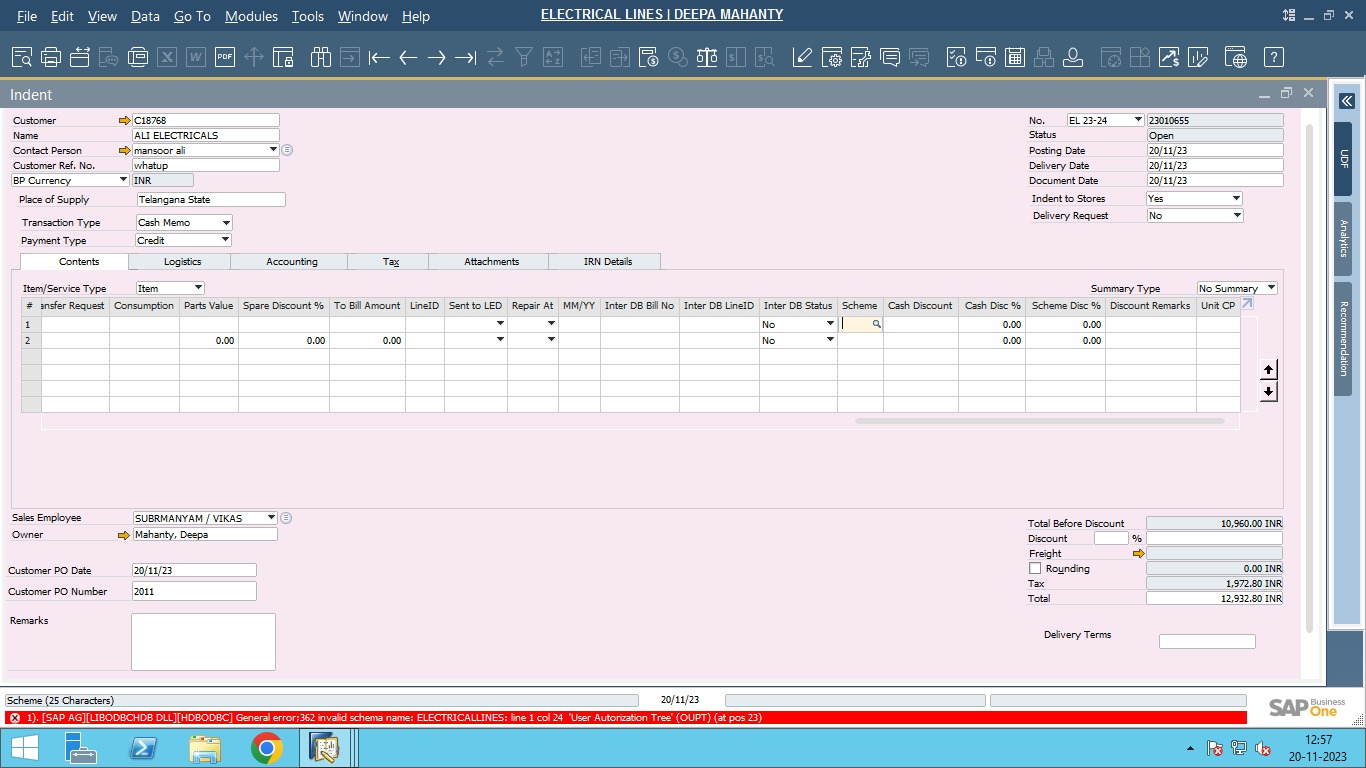 File Edit View Data Go To Modules Tools Window Help
ELECTRICAL LINES | DEEPA MAHANTY
PDF
Indent
Customer C18768
Name ALI ELECTRICALS
Contact Person mansoor ali
Customer Ref. No. whatup
BP Currency INR
Place of Supply Telangana State
Transaction Type Cash Memo
Payment Type Credit
No. EL 23-24 23010655
Status Open
Posting Date 20/11/23
Delivery Date 20/11/23
Document Date 20/11/23
Indent to Stores Yes
Delivery Request No
UDF
Analytics
Recommendation
Contents Logistics Accounting Tax Attachments IRN Details
Item/Service Type Item
Summary Type No Summary
# ansfer Request Consumption Parts Value Spare Discount % To Bill Amount LineID Sent to LED Repair At MM/YY Inter DB Bill No Inter DB LineID Inter DB Status Scheme Cash Discount Cash Disc % Scheme Disc % Discount Remarks Unit CP
1 No 0.00 0.00
2 0.00 0.00 0.00 No 0.00 0.00
Sales Employee SUBRMANYAM / VIKAS
Owner Mahanty, Deepa
Customer PO Date 20/11/23
Customer PO Number 2011
Remarks
Total Before Discount 10,960.00 INR
Discount %
Freight
Rounding 0.00 INR
Tax 1,972.80 INR
Total 12,932.80 INR
Delivery Terms
Scheme (25 Characters) 20/11/23
1). [SAP AG][LIBODBCHDB DLL][HDBODBC] General error;362 invalid schema name: ELECTRICALLINES: line 1 col 24 'User Autorization Tree' (OUPT) (at pos 23)
SAP Business One
12:57
20-11-2023